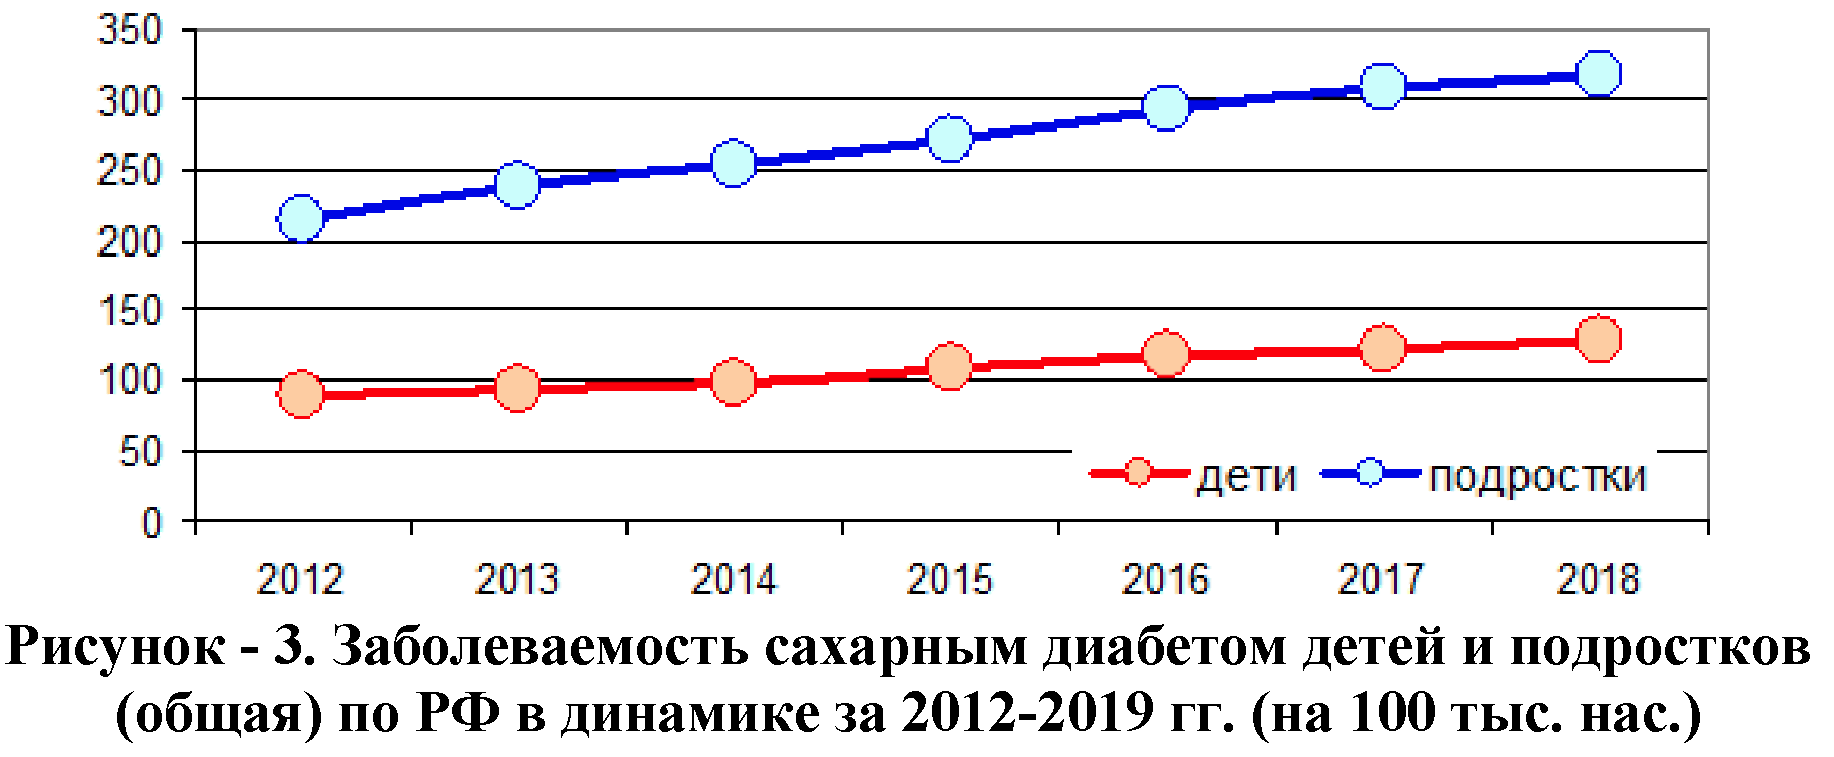 350
300
250
200
150
100
50
0
дети подростки
2012 2013 2014 2015 2016 2017 2018
Рисунок - 3. Заболеваемость сахарным диабетом детей и подростков
(общая) по РФ в динамике за 2012-2019 гг. (на 100 тыс. нас.)